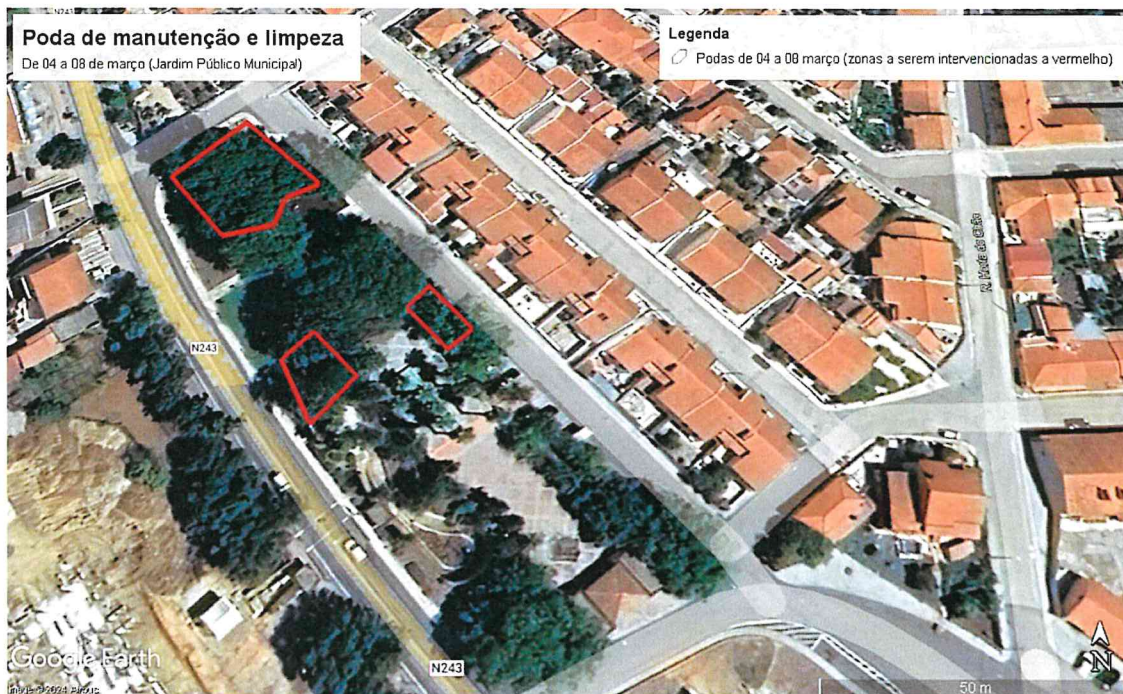 Poda de manutenção e limpeza
De 04 a 08 de março (Jardim Público Municipal)
Legenda
Podas de 04 a 08 março (zonas a serem intervencionadas a vermelho)
N243
N243
N243
Google Earth
N
50 m